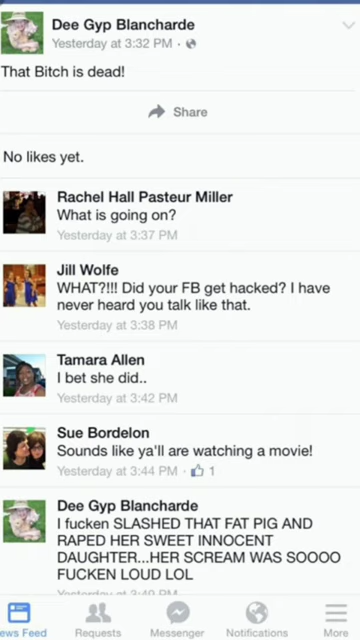 Dee Gyp Blancharde
Yesterday at 3:32 PM ·
That Bitch is dead!
Share
No likes yet.
Rachel Hall Pasteur Miller
What is going on?
Yesterday at 3:37 PM
Jill Wolfe
WHAT?!!! Did your FB get hacked? I have
never heard you talk like that.
Yesterday at 3:38 PM
Tamara Allen
I bet she did..
Yesterday at 3:42 PM
Sue Bordelon
Sounds like ya'll are watching a movie!
Yesterday at 3:44 PM · 1
Dee Gyp Blancharde
I fucken SLASHED THAT FAT PIG AND
RAPED HER SWEET INNOCENT
DAUGHTER...HER SCREAM WAS SOOOO
FUCKEN LOUD LOL
Yesterday at 3:49 PM
ews Feed Requests Messenger Notifications More